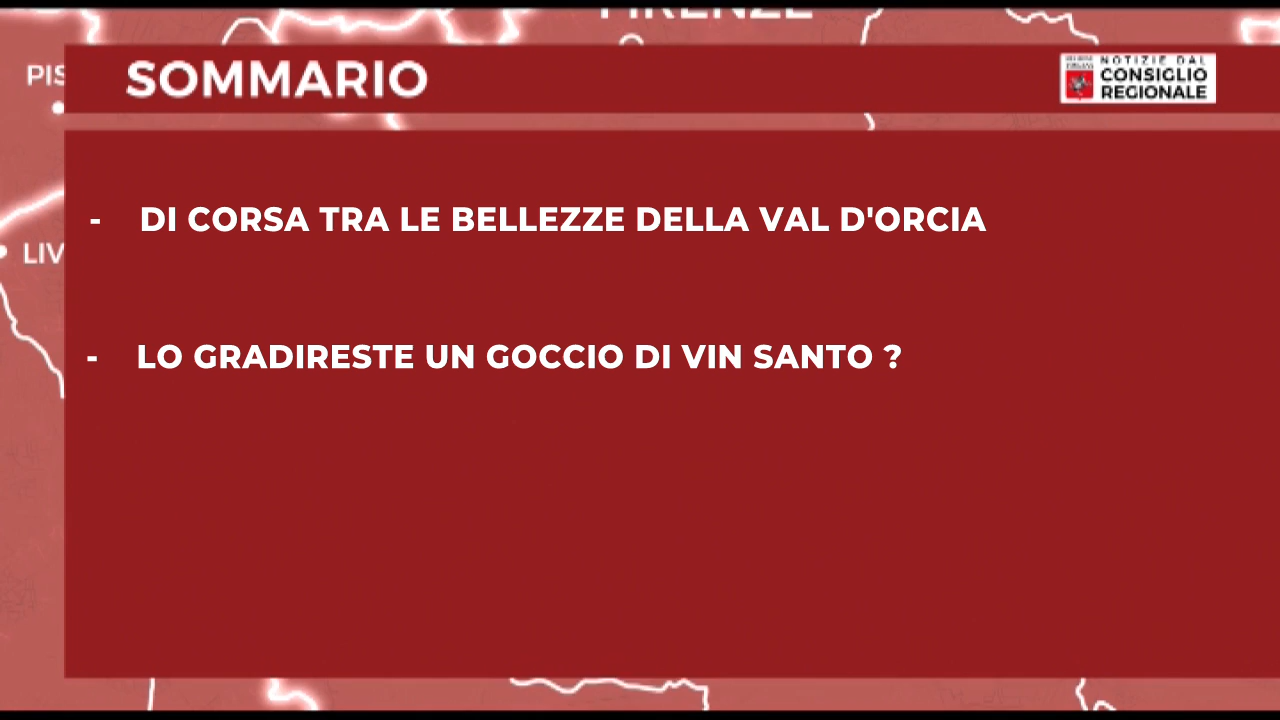 FIRENZE
PIS
SOMMARIO
NOTIZIE DAL
CONSIGLIO
REGIONALE
- DI CORSA TRA LE BELLEZZE DELLA VAL D'ORCIA
LIV
- LO GRADIRESTE UN GOCCIO DI VIN SANTO ?